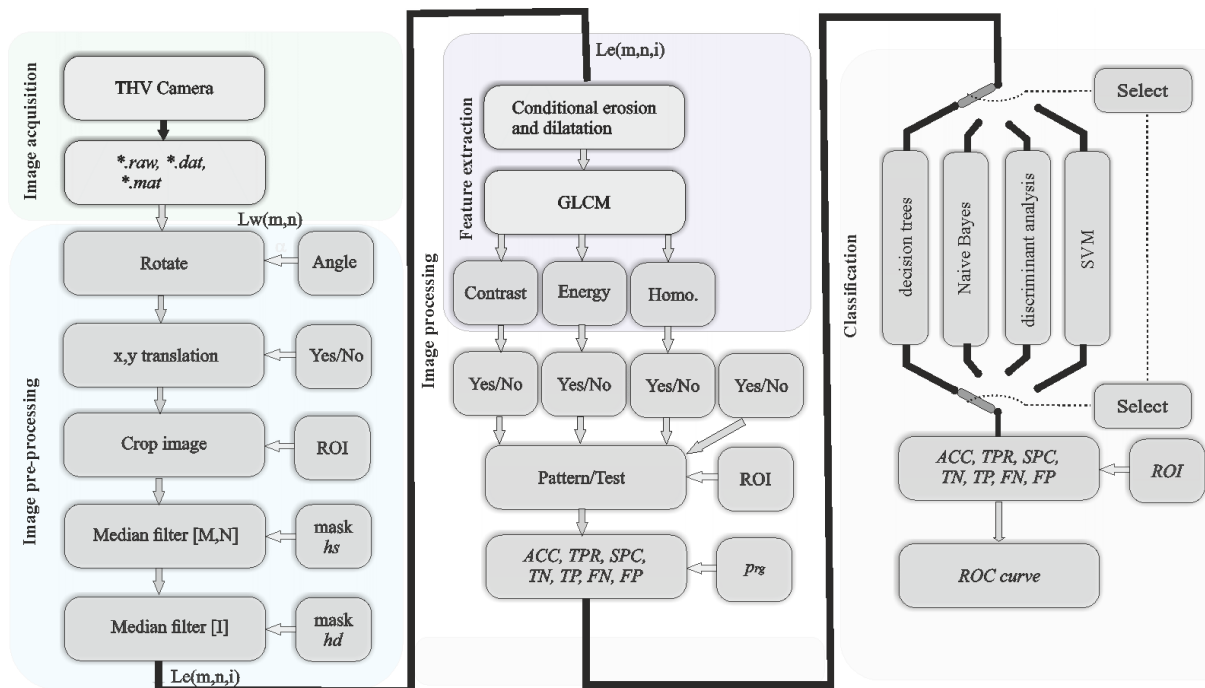 Image acquisition
THV Camera
*.raw, *.dat,
*.mat
Lw(m,n)
Image pre-processing
Rotate
Angle
x,y translation
Yes/No
Crop image
ROI
Median filter [M,N]
mask
hs
Median filter [I]
mask
hd
Le(m,n,i)
Le(m,n,i)
Image processing
Feature extraction
Conditional erosion
and dilatation
GLCM
Contrast
Energy
Homo.
Yes/No
Yes/No
Yes/No
Yes/No
Pattern/Test
ROI
ACC, TPR, SPC,
TN, TP, FN, FP
prg
Classification
Select
decision trees
Naive Bayes
discriminant analysis
SVM
Select
ACC, TPR, SPC,
TN, TP, FN, FP
ROI
ROC curve